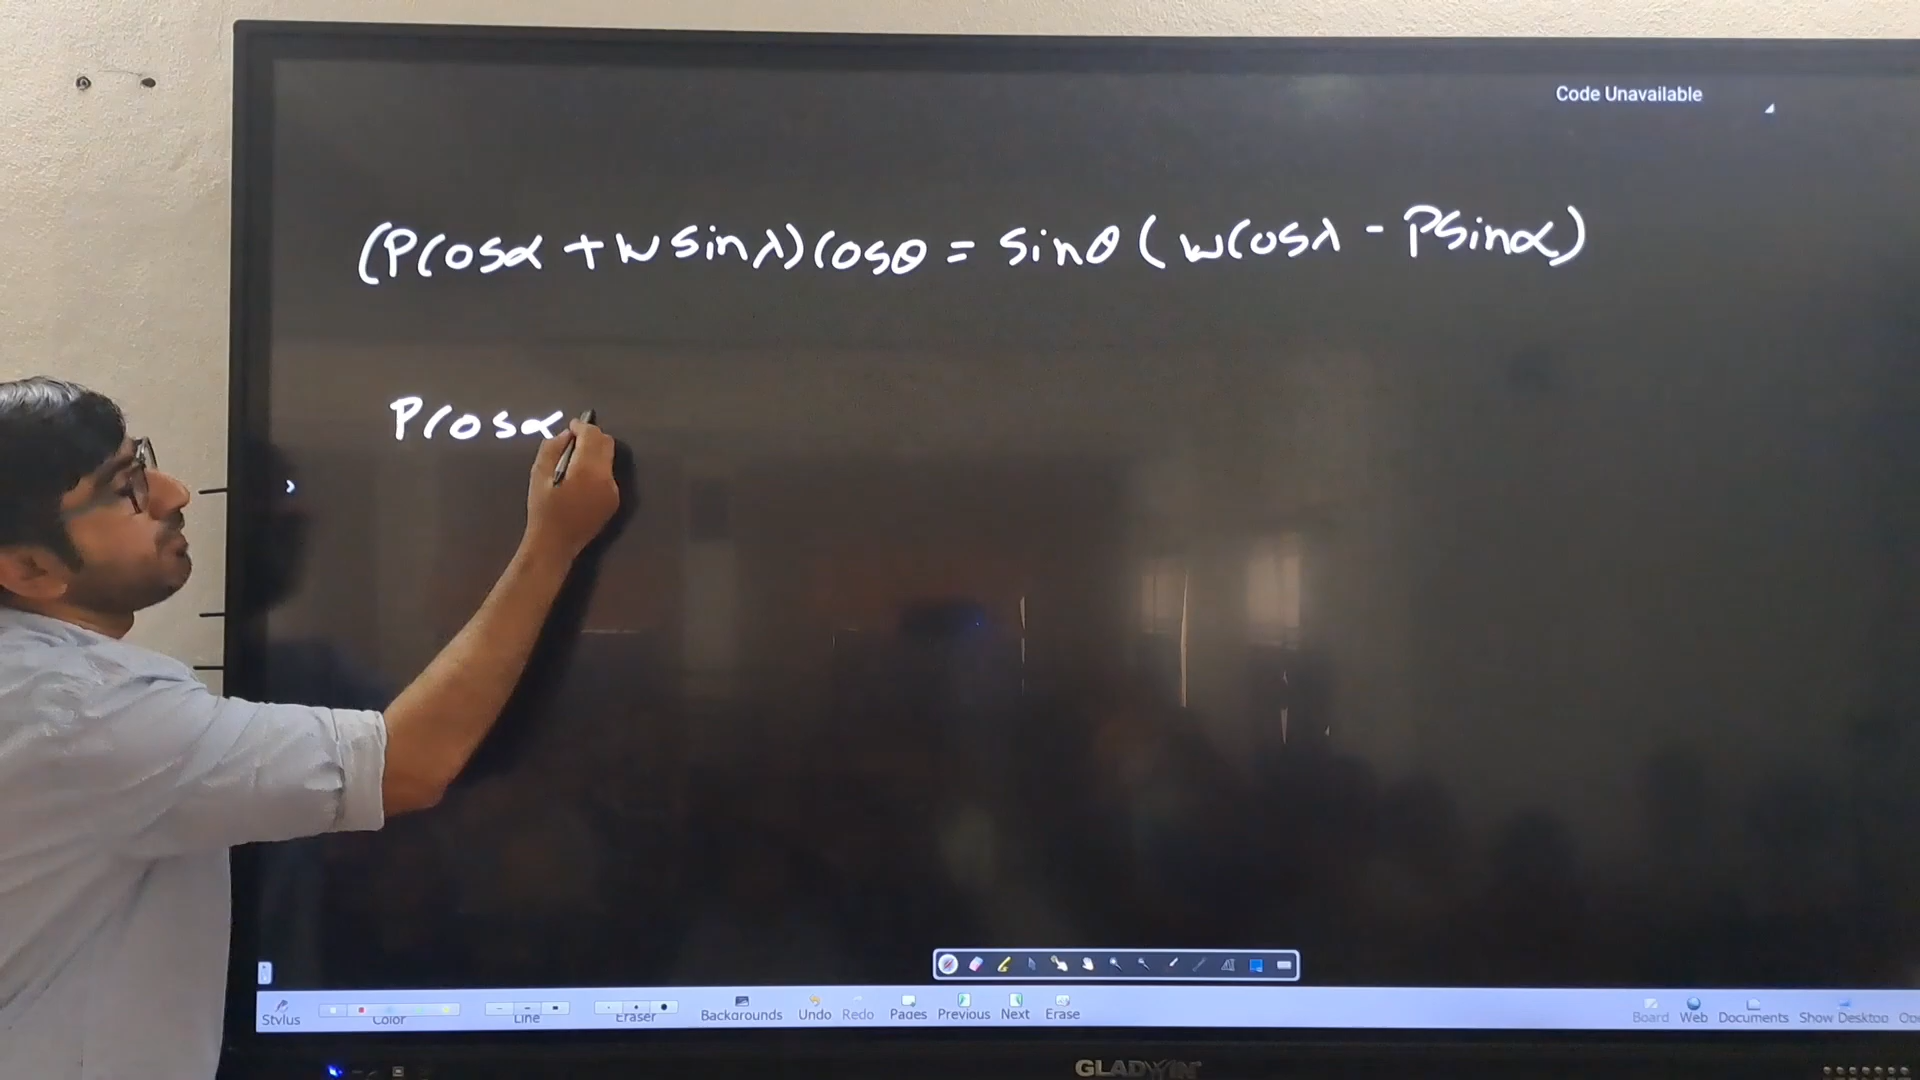 Code Unavailable
(Pcosα + wsinλ)cosθ = sinθ (wcosλ - Psinα)
Pcosα
Stylus Color Line Eraser Backgrounds Undo Redo Pages Previous Next Erase Board Web Documents Show Desktop
GLADWIN